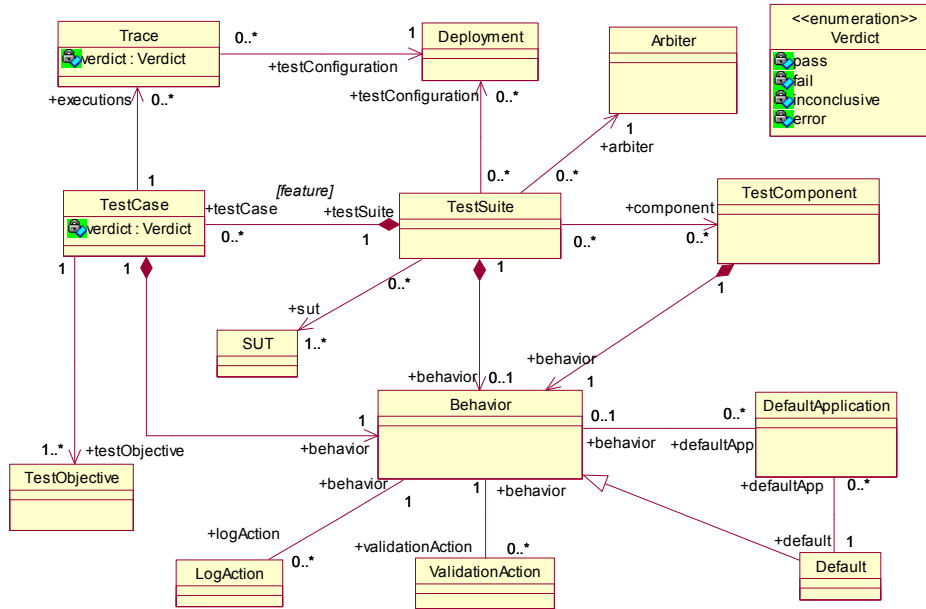 Trace
verdict : Verdict
0..*
1
+testConfiguration
Deployment
Arbiter
<<enumeration>>
Verdict
pass
fail
inconclusive
error
+executions
0..*
+testConfiguration
0..*
1
+arbiter
1
[feature]
0..*
0..*
TestCase
verdict : Verdict
+testCase
0..*
+testSuite
1
TestSuite
+component
0..*
0..*
TestComponent
1
1
0..*
1
1
+sut
1..*
SUT
+behavior
0..1
+behavior
1
Behavior
DefaultApplication
0..1
+behavior
0..*
+defaultApp
1
+behavior
1..*
+testObjective
TestObjective
+behavior
1
1
+behavior
+defaultApp
0..*
+logAction
0..*
+validationAction
0..*
+default
1
LogAction
ValidationAction
Default